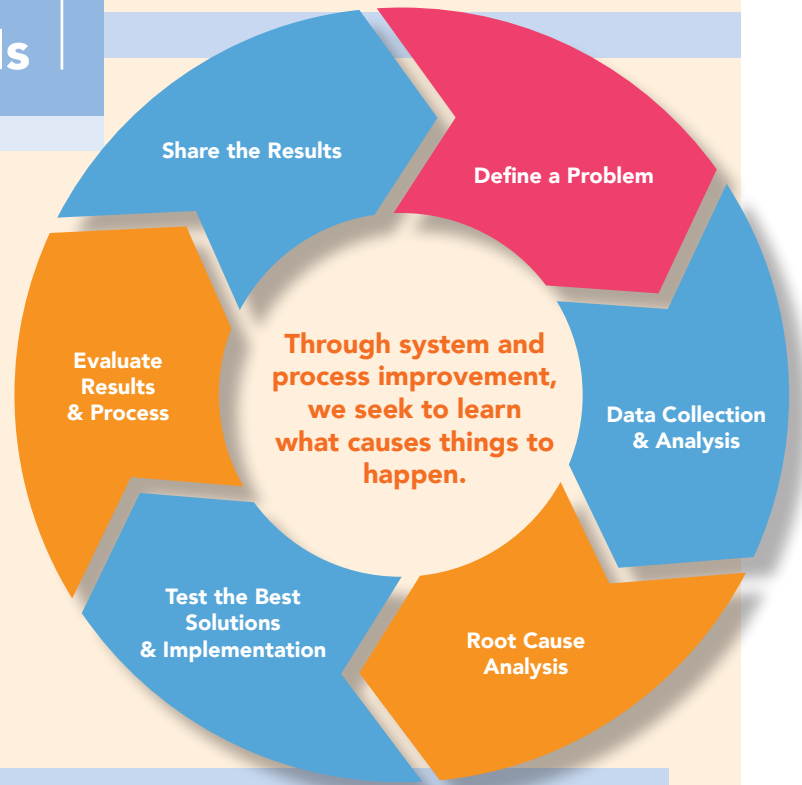 Share the Results
Define a Problem
Data Collection
& Analysis
Root Cause
Analysis
Test the Best
Solutions
& Implementation
Evaluate
Results
& Process
Through system and
process improvement,
we seek to learn
what causes things to
happen.